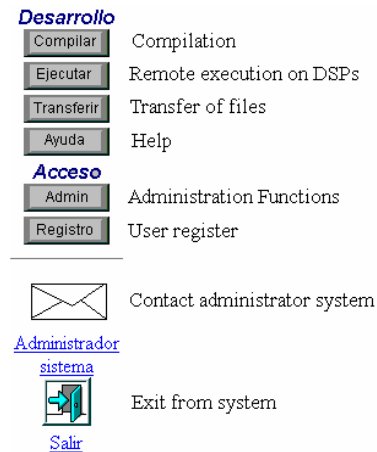 Desarrollo
Compilar Compilation
Ejecutar Remote execution on DSPs
Transferir Transfer of files
Ayuda Help
Acceso
Admin Administration Functions
Registro User register
Contact administrator system
Administrador
sistema
Exit from system
Salir